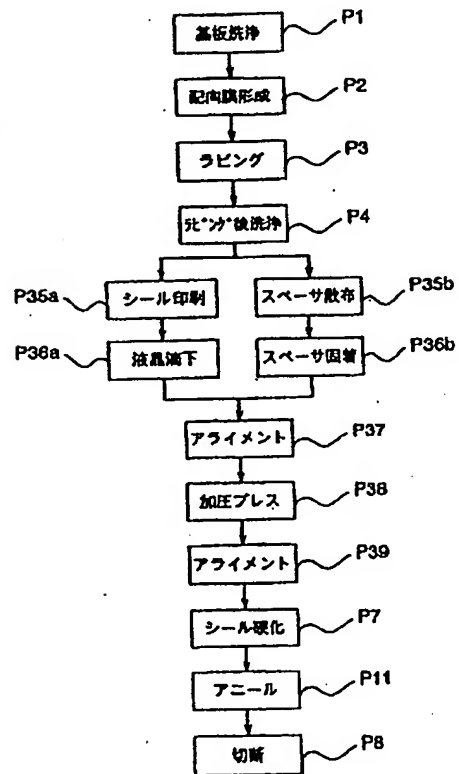 基板洗浄
P1
配向膜形成
P2
ラビング
P3
ラビング後洗浄
P4
P35a
シール印刷
スペーサ散布
P35b
P36a
液晶滴下
スペーサ固着
P36b
アライメント
P37
加圧プレス
P38
アライメント
P39
シール硬化
P7
アニール
P11
切断
P8